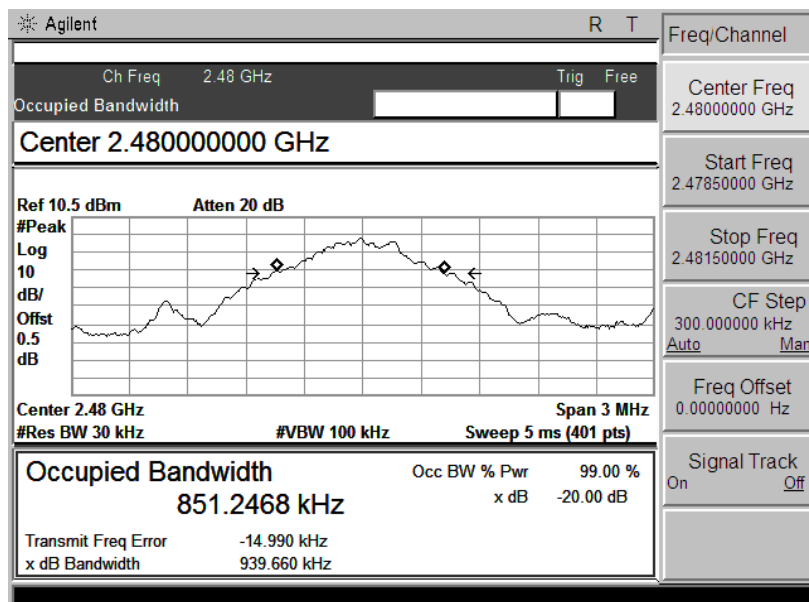 Agilent R T
Ch Freq 2.48 GHz Trig Free
Occupied Bandwidth
Center 2.480000000 GHz
Ref 10.5 dBm Atten 20 dB
#Peak
Log
10
dB/
Offst
0.5
dB
Center 2.48 GHz Span 3 MHz
#Res BW 30 kHz #VBW 100 kHz Sweep 5 ms (401 pts)
Occupied Bandwidth
851.2468 kHz
Occ BW % Pwr 99.00 %
x dB -20.00 dB
Transmit Freq Error -14.990 kHz
x dB Bandwidth 939.660 kHz
Freq/Channel
Center Freq
2.48000000 GHz
Start Freq
2.47850000 GHz
Stop Freq
2.48150000 GHz
CF Step
300.000000 kHz
Auto Man
Freq Offset
0.00000000 Hz
Signal Track
On Off